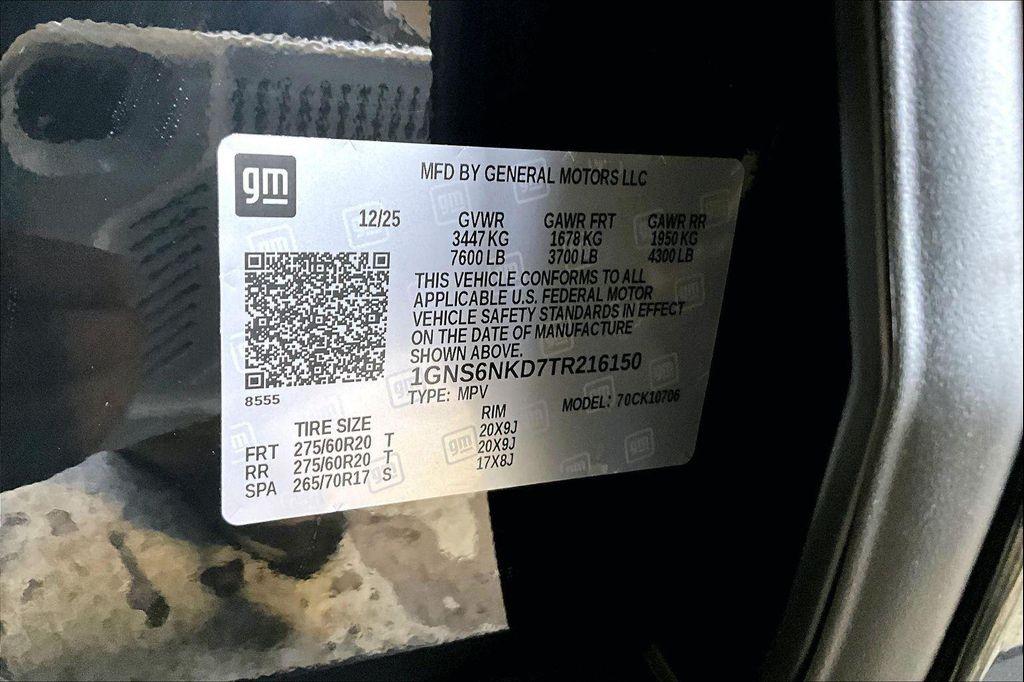 gm
MFD BY GENERAL MOTORS LLC
12/25 GVWR GAWR FRT GAWR RR
3447 KG 1678 KG 1950 KG
7600 LB 3700 LB 4300 LB
THIS VEHICLE CONFORMS TO ALL
APPLICABLE U.S. FEDERAL MOTOR
VEHICLE SAFETY STANDARDS IN EFFECT
ON THE DATE OF MANUFACTURE
SHOWN ABOVE.
1GNS6NKD7TR216150
8555
TYPE: MPV MODEL: 70CK10706
TIRE SIZE RIM
FRT 275/60R20 T 20X9J
RR 275/60R20 T 20X9J
SPA 265/70R17 S 17X8J